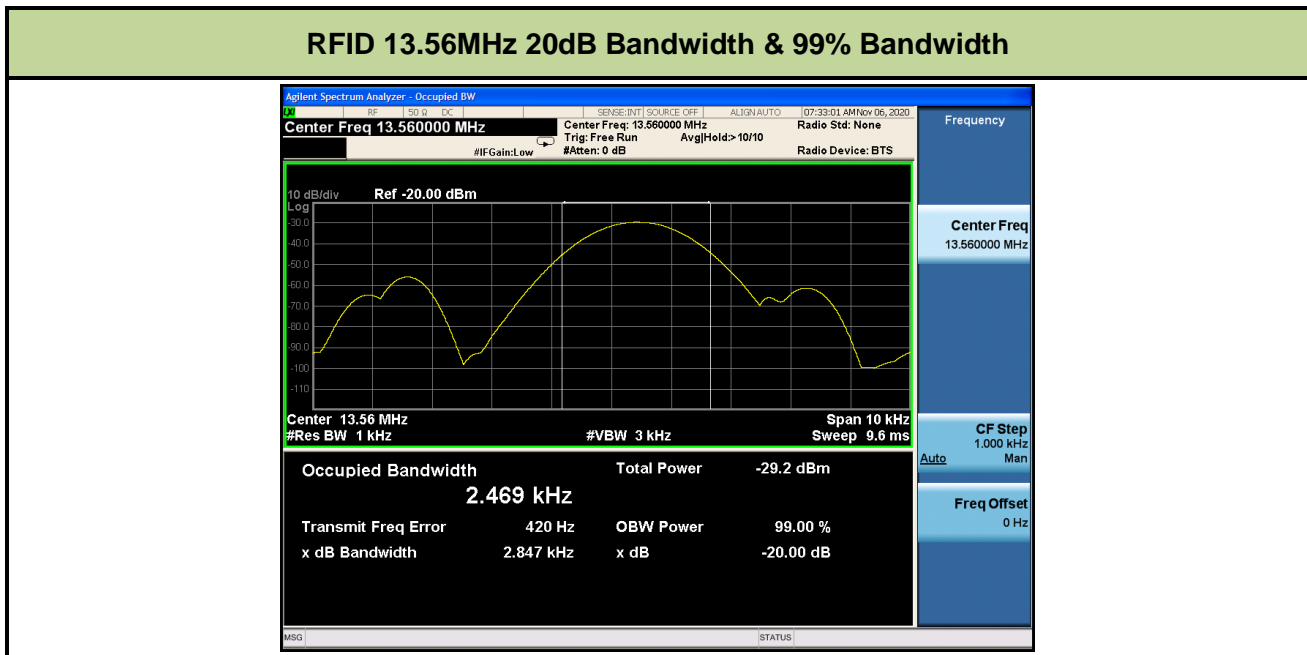 RFID 13.56MHz 20dB Bandwidth & 99% Bandwidth
Agilent Spectrum Analyzer - Occupied BW
RF 50 Ω DC SENSE:INT SOURCE OFF ALIGN AUTO 07:33:01 AM Nov 06, 2020
Center Freq 13.560000 MHz
Center Freq: 13.560000 MHz Radio Std: None
Trig: Free Run Avg|Hold:>10/10
#IFGain:Low #Atten: 0 dB Radio Device: BTS
10 dB/div Ref -20.00 dBm
Log
-30.0
-40.0
-50.0
-60.0
-70.0
-80.0
-90.0
-100
-110
Center 13.56 MHz Span 10 kHz
#Res BW 1 kHz #VBW 3 kHz Sweep 9.6 ms
Occupied Bandwidth Total Power -29.2 dBm
2.469 kHz
Transmit Freq Error 420 Hz OBW Power 99.00 %
x dB Bandwidth 2.847 kHz x dB -20.00 dB
MSG STATUS
Frequency
Center Freq
13.560000 MHz
CF Step
1.000 kHz
Auto Man
Freq Offset
0 Hz